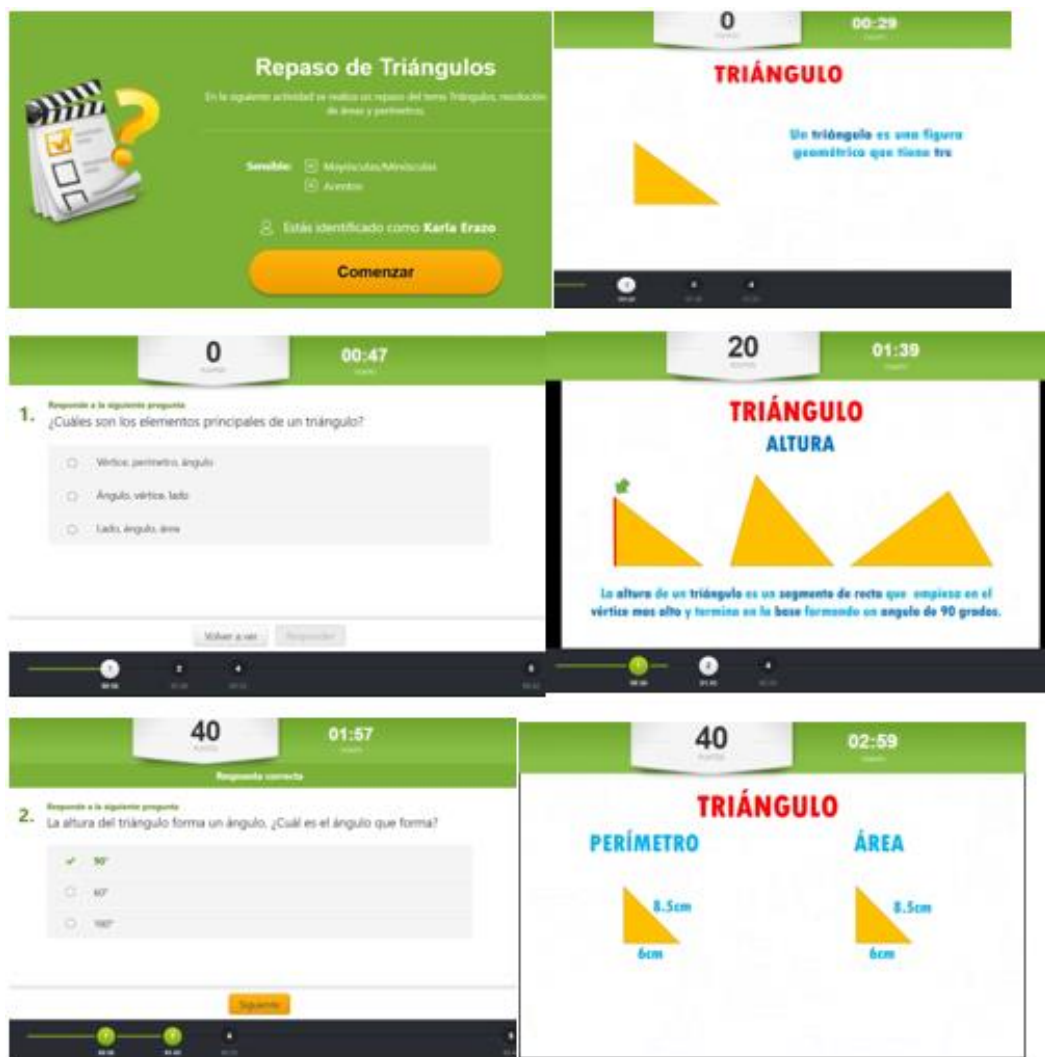 Repaso de Triángulos
En la siguiente actividad se realiza un repaso del tema Triángulos, resolución
de áreas y perímetros.
Sensible: Mayúsculas/Minúsculas
Acentos
Estás identificado como Karla Erazo
Comenzar
0
00:29
TRIÁNGULO
Un triángulo es una figura
geométrica que tiene tre
0
00:47
1. Responde a la siguiente pregunta
¿Cuáles son los elementos principales de un triángulo?
Vértice, perímetro, ángulo
Ángulo, vértice, lado
Lado, ángulo, área
Volver a ver Responder
20
01:39
TRIÁNGULO
ALTURA
La altura de un triángulo es un segmento de recta que empieza en el
vértice mas alto y termina en la base formando un angulo de 90 grados.
40
01:57
Respuesta correcta
2. Responde a la siguiente pregunta
La altura del triángulo forma un ángulo. ¿Cuál es el ángulo que forma?
90°
60°
180°
Siguiente
40
02:59
TRIÁNGULO
PERÍMETRO ÁREA
8.5cm 8.5cm
6cm 6cm